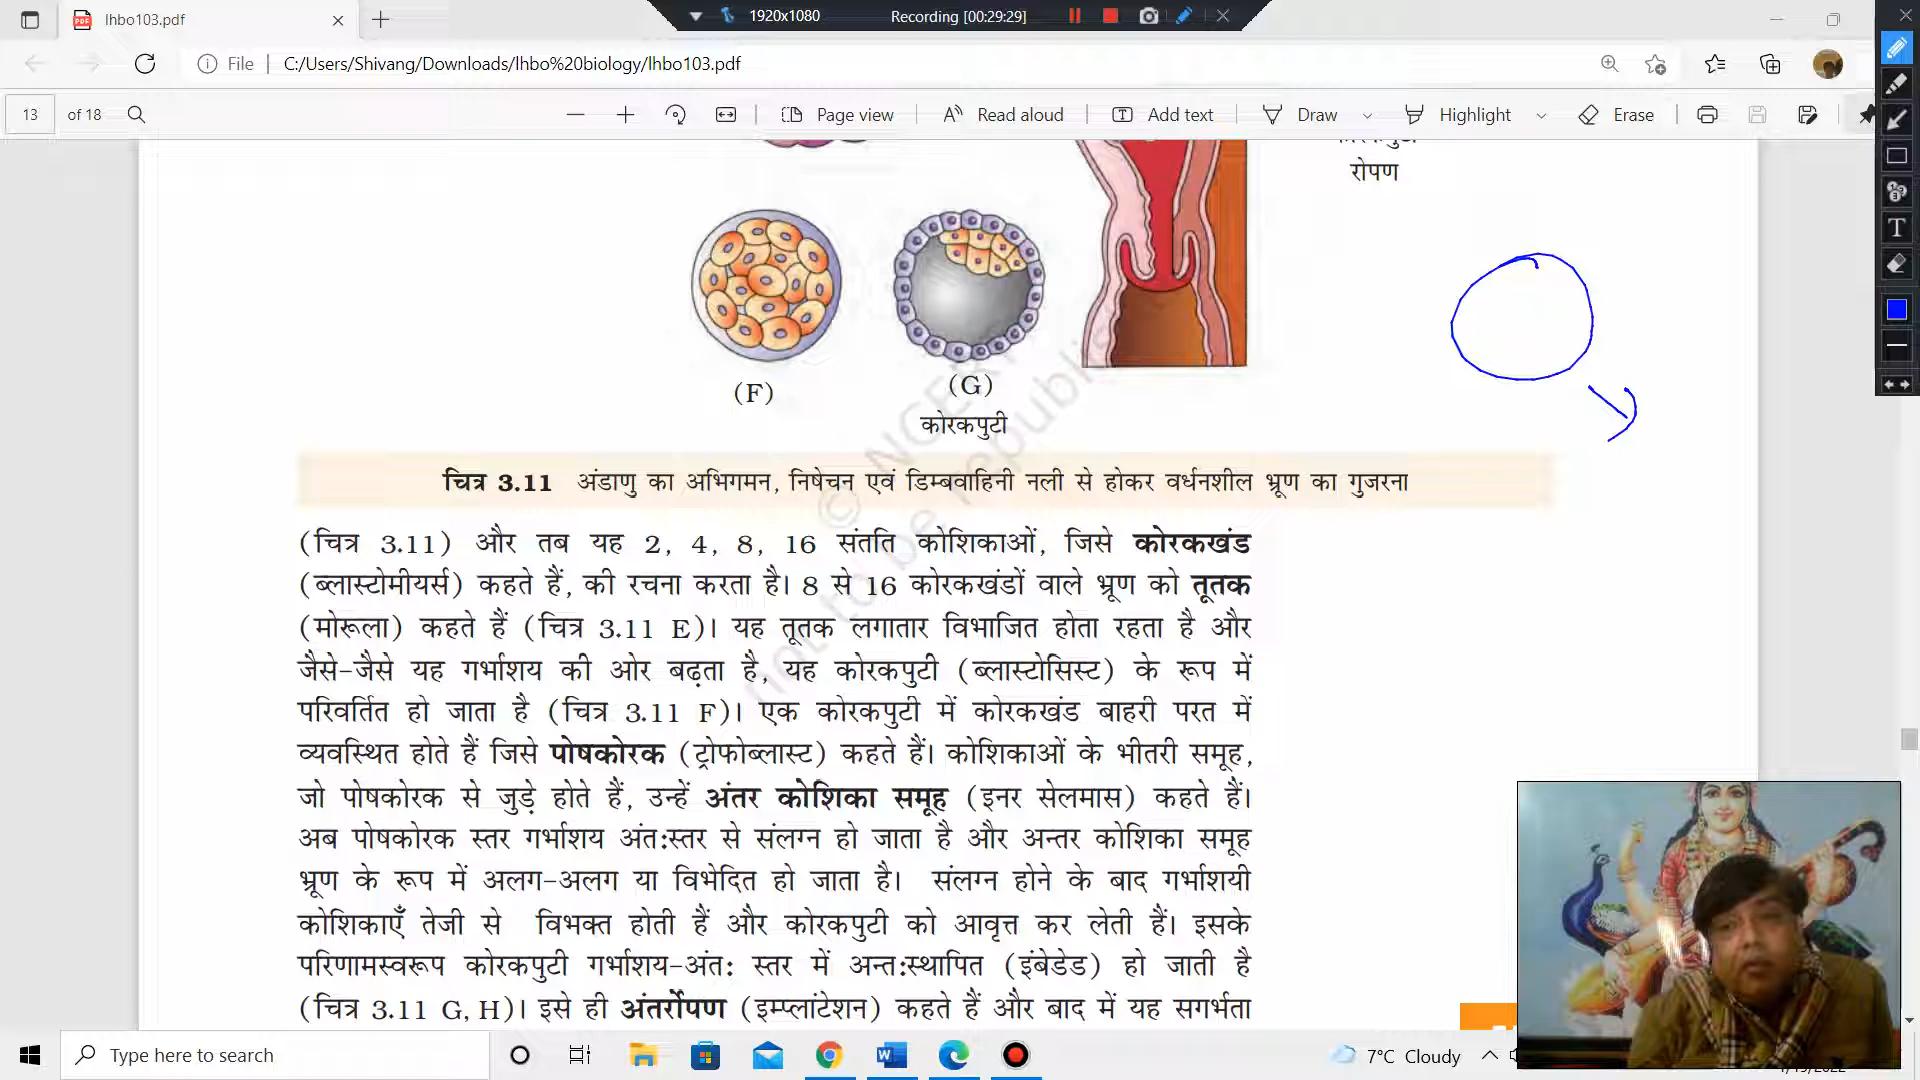 lhbo103.pdf
1920x1080
Recording [00:29:29]
File
C:/Users/Shivang/Downloads/lhbo%20biology/lhbo103.pdf
13 of 18
Page view
Read aloud
Add text
Draw
Highlight
Erase
रोपण
(F)
(G)
कोरकपुटी
चित्र 3.11 अंडाणु का अभिगमन, निषेचन एवं डिम्बवाहिनी नली से होकर वर्धनशील भ्रूण का गुजरना
(चित्र 3.11) और तब यह 2, 4, 8, 16 संतति कोशिकाओं, जिसे कोरकखंड
(ब्लास्टोमीयर्स) कहते हैं, की रचना करता है। 8 से 16 कोरकखंडों वाले भ्रूण को तूतक
(मोरूला) कहते हैं (चित्र 3.11 E)। यह तूतक लगातार विभाजित होता रहता है और
जैसे-जैसे यह गर्भाशय की ओर बढ़ता है, यह कोरकपुटी (ब्लास्टोसिस्ट) के रूप में
परिवर्तित हो जाता है (चित्र 3.11 F)। एक कोरकपुटी में कोरकखंड बाहरी परत में
व्यवस्थित होते हैं जिसे पोषकोरक (ट्रोफोब्लास्ट) कहते हैं। कोशिकाओं के भीतरी समूह,
जो पोषकोरक से जुड़े होते हैं, उन्हें अंतर कोशिका समूह (इनर सेलमास) कहते हैं।
अब पोषकोरक स्तर गर्भाशय अंत:स्तर से संलग्न हो जाता है और अन्तर कोशिका समूह
भ्रूण के रूप में अलग-अलग या विभेदित हो जाता है। संलग्न होने के बाद गर्भाशयी
कोशिकाएँ तेजी से विभक्त होती हैं और कोरकपुटी को आवृत्त कर लेती हैं। इसके
परिणामस्वरूप कोरकपुटी गर्भाशय-अंत: स्तर में अन्त:स्थापित (इंबेडेड) हो जाती है
(चित्र 3.11 G, H)। इसे ही अंतर्रोपण (इम्प्लांटेशन) कहते हैं और बाद में यह सगर्भता
© NCERT
not to be republis
Type here to search
7°C Cloudy